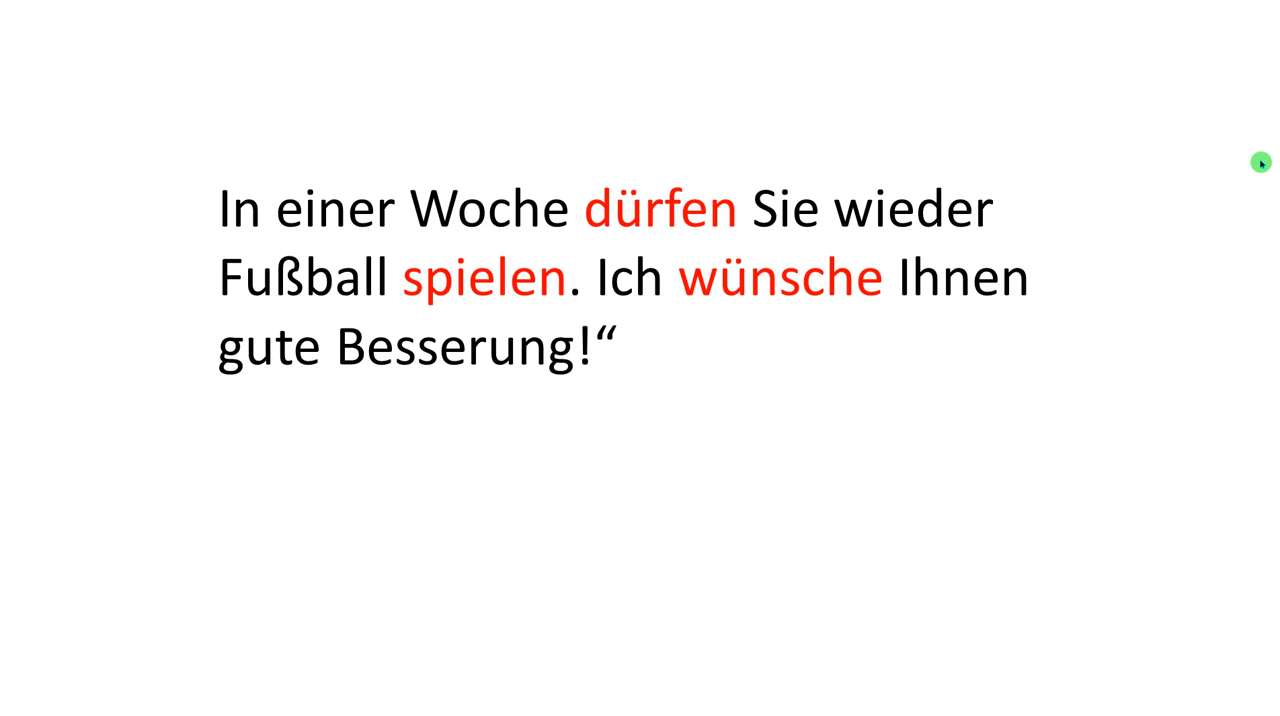 In einer Woche dürfen Sie wieder
Fußball spielen. Ich wünsche Ihnen
gute Besserung!“